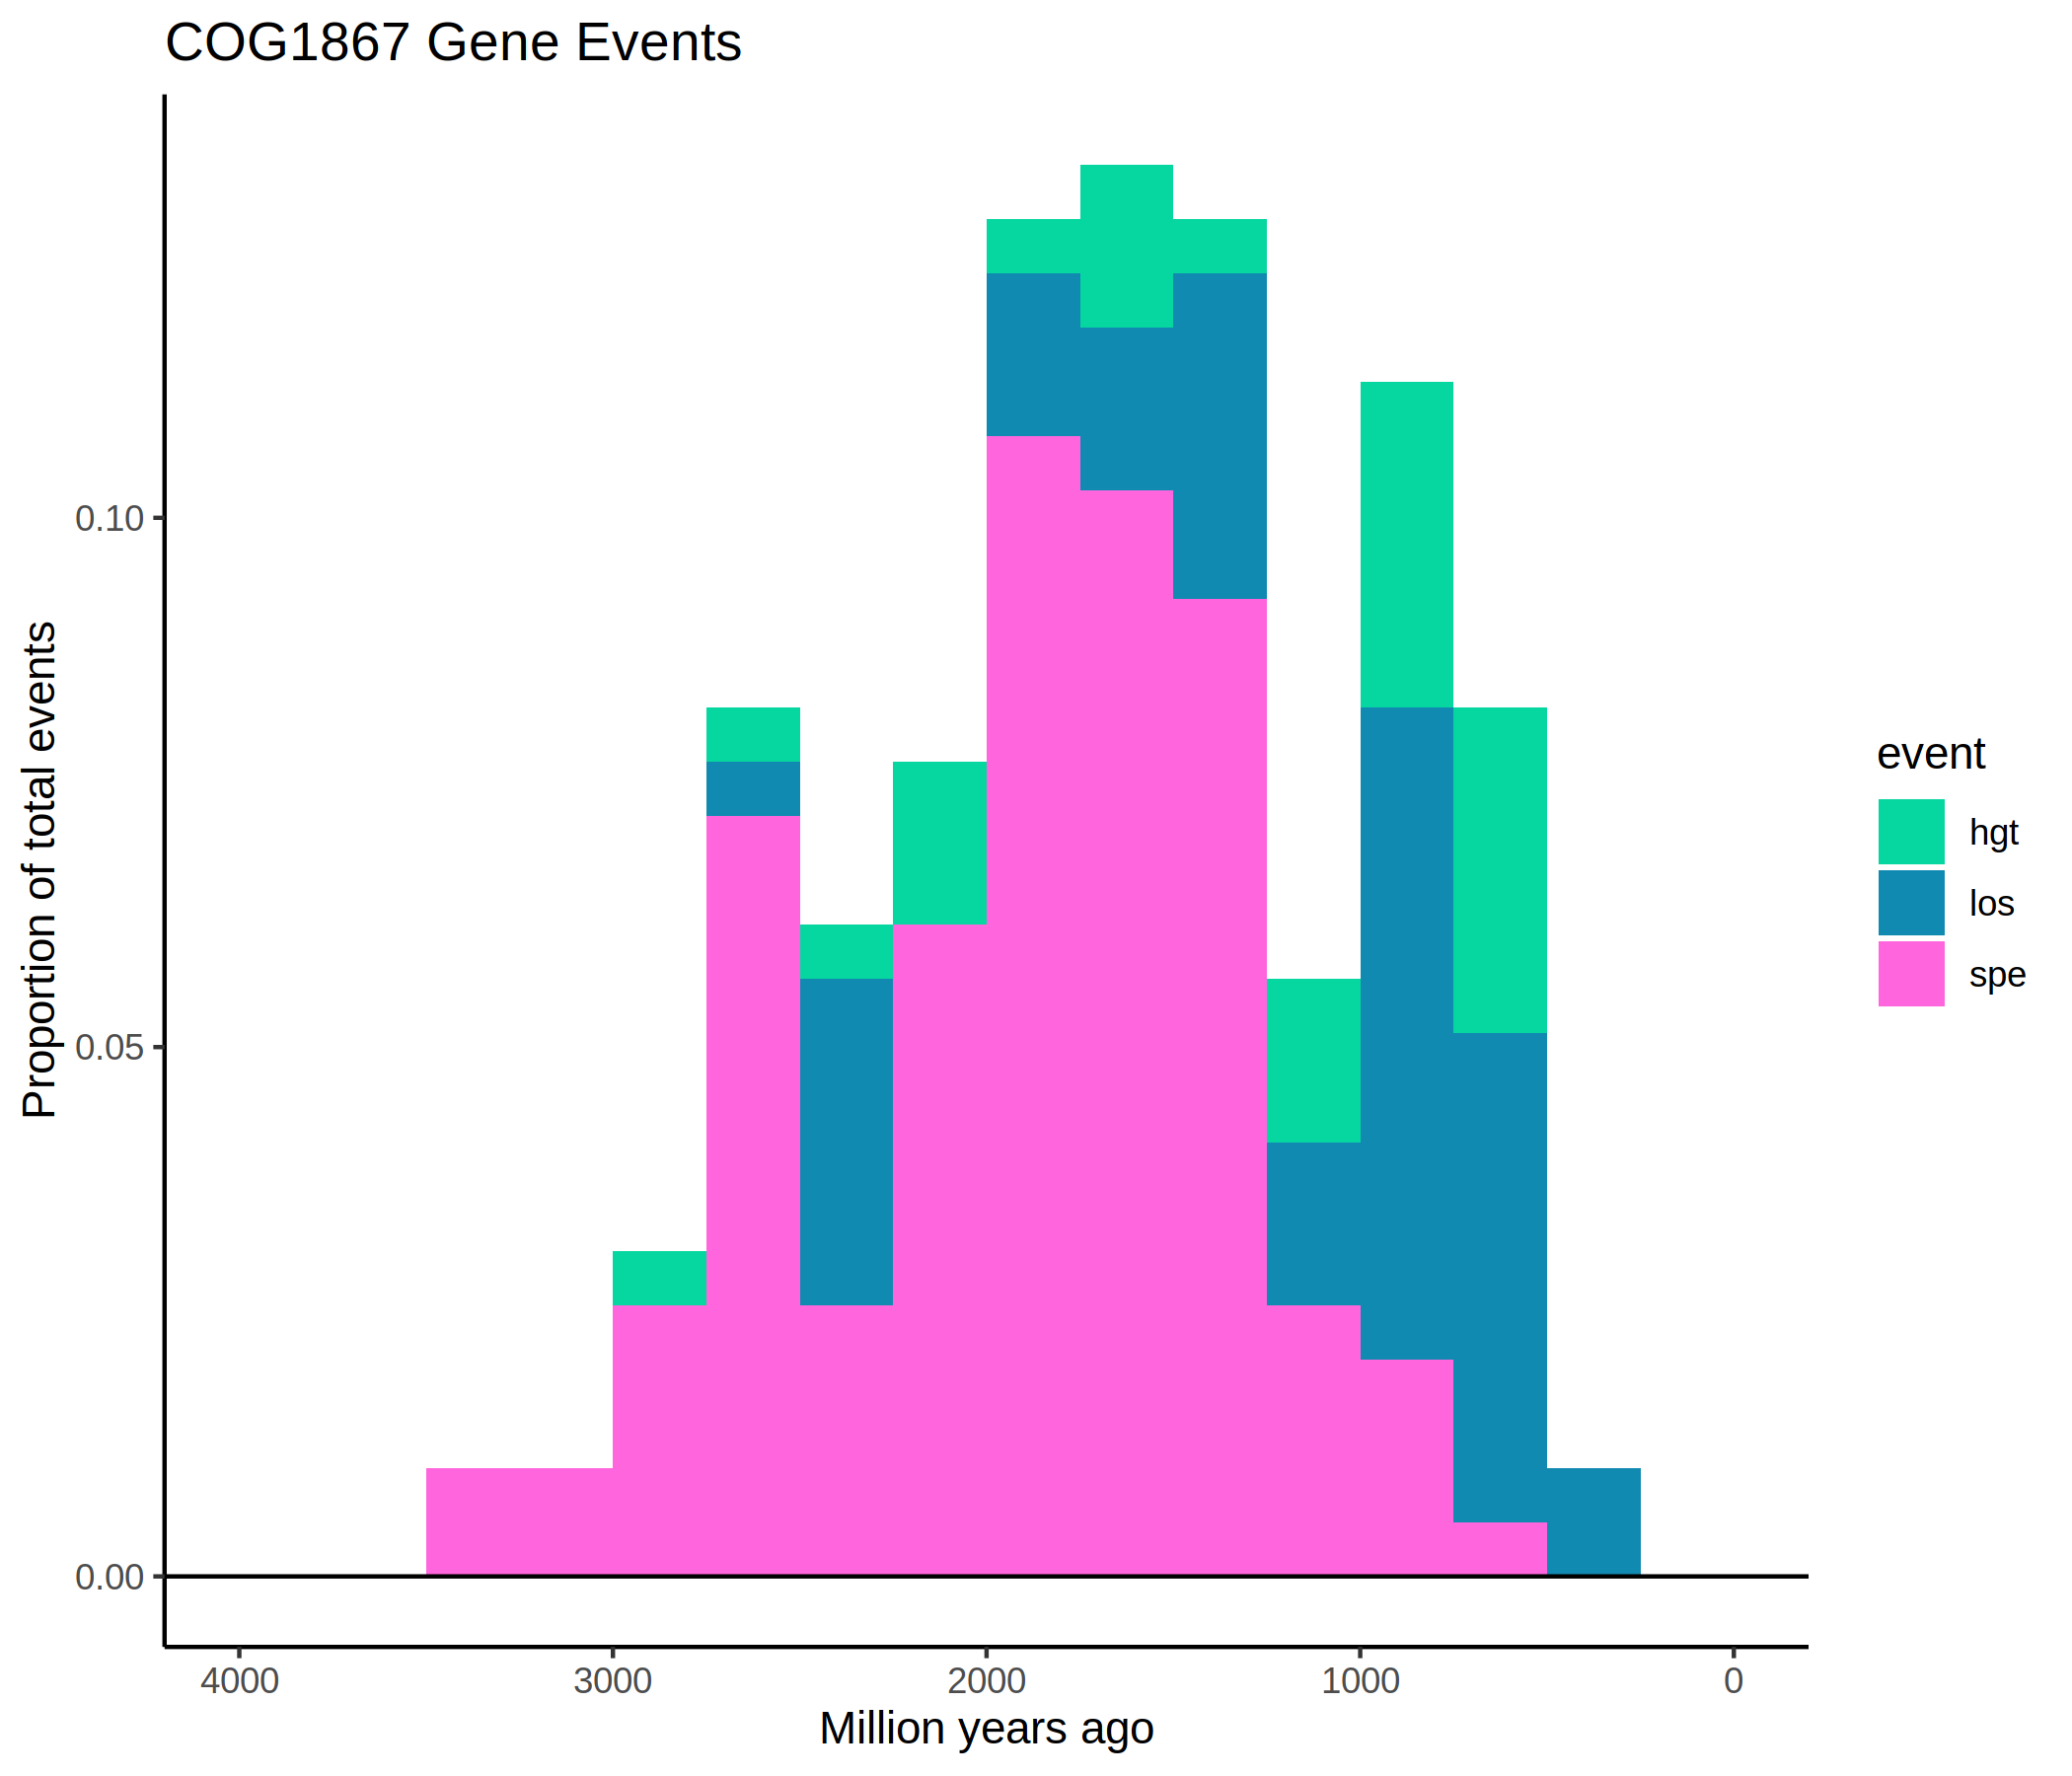 COG1867 Gene Events
Proportion of total events
0.10
0.05
0.00
4000 3000 2000 1000 0
Million years ago
event
hgt
los
spe